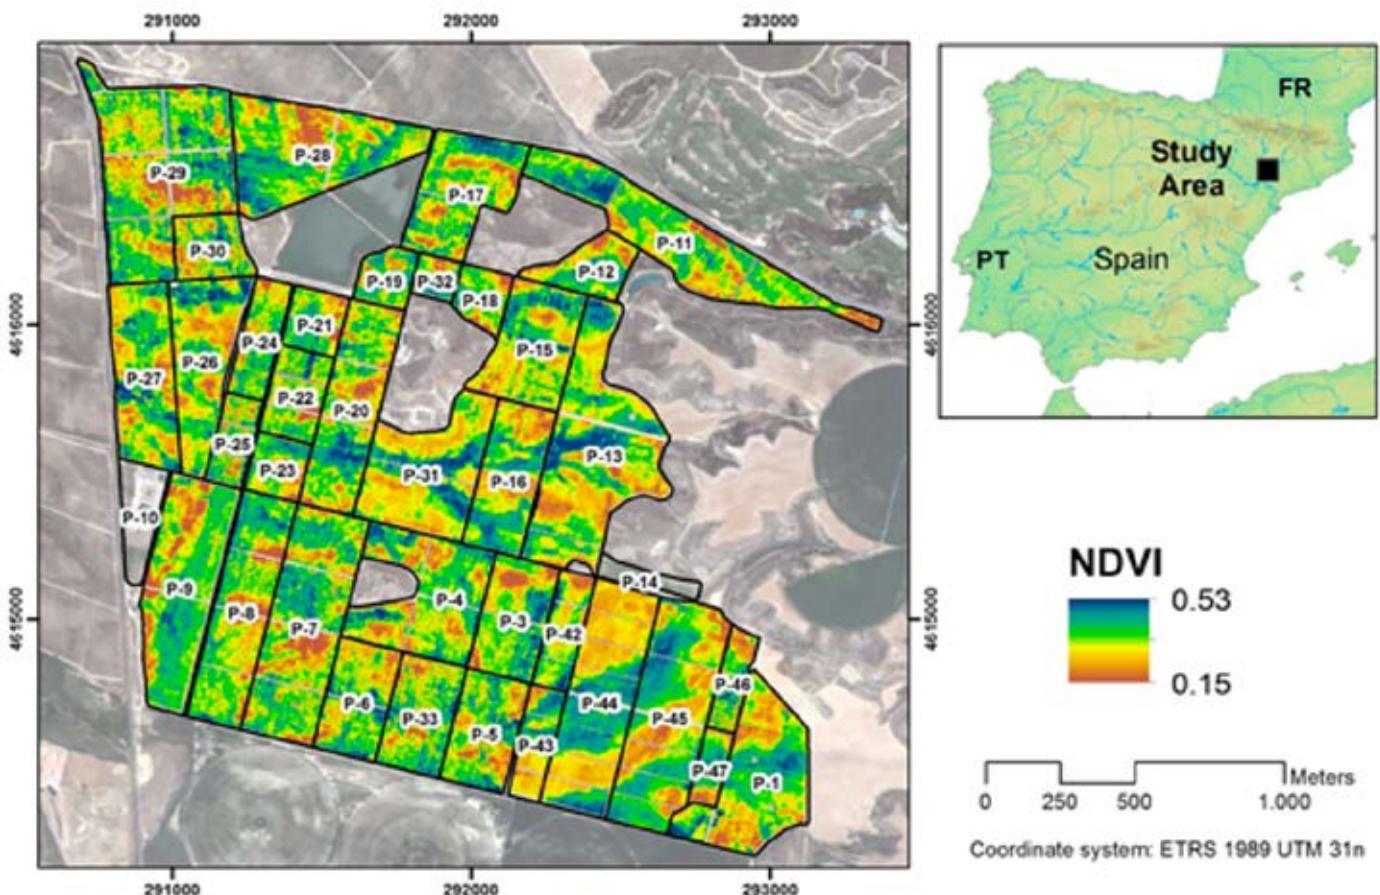 291000
292000
293000
P-28
P-29
P-17
P-30
P-11
P-12
P-19
P-32
P-18
4616000
4616000
P-21
P-24
P-15
P-26
P-27
P-22
P-20
P-25
P-13
P-23
P-31
P-16
P-10
P-14
P-9
P-4
P-8
P-3
P-7
P-42
4615000
4615000
P-46
P-6
P-44
P-33
P-45
P-5
P-43
P-47
P-1
291000
292000
293000
FR
Study
Area
PT
Spain
NDVI
0.53
0.15
Meters
0 250 500 1.000
Coordinate system: ETRS 1989 UTM 31n